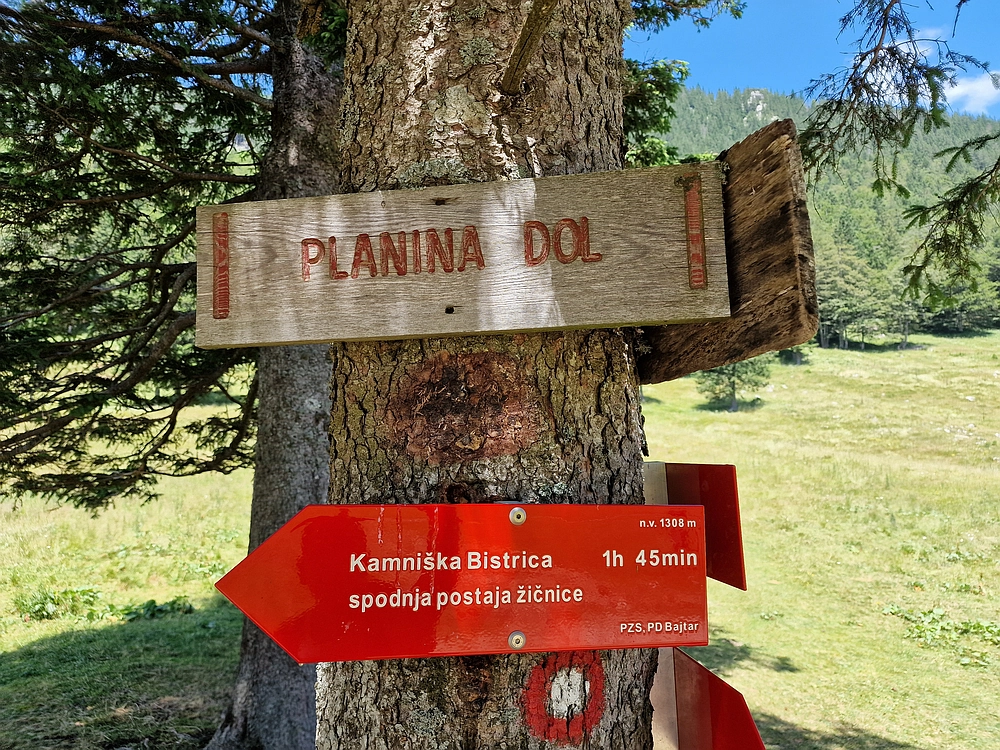 PLANINA DOL
n.v. 1308 m
Kamniška Bistrica 1h 45min
spodnja postaja žičnice
PZS, PD Bajtar